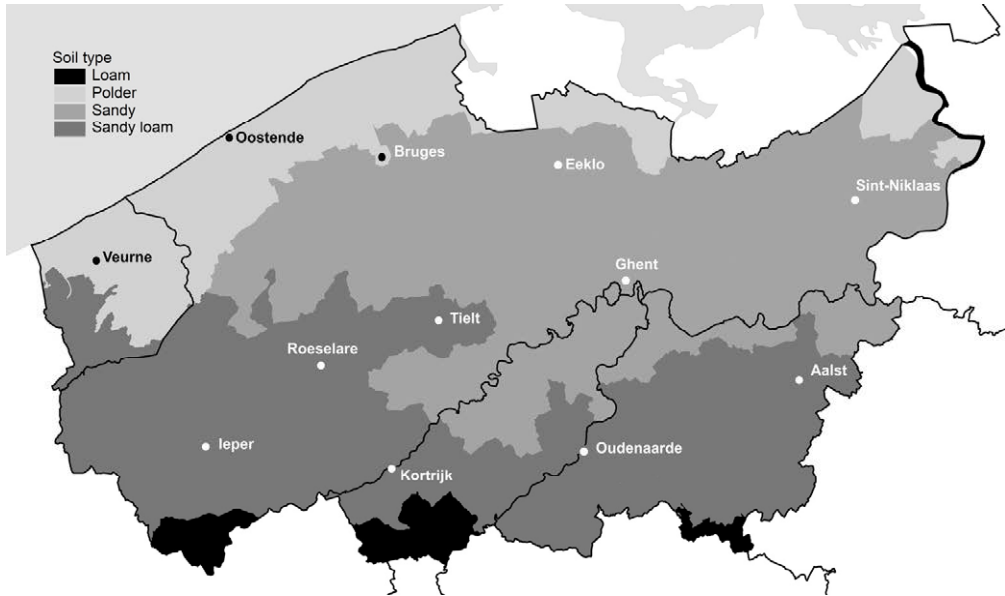 Soil type
Loam
Polder
Sandy
Sandy loam
Oostende
Bruges
Eeklo
Sint-Niklaas
Veurne
Ghent
Tielt
Roeselare
Aalst
Ieper
Oudenaarde
Kortrijk